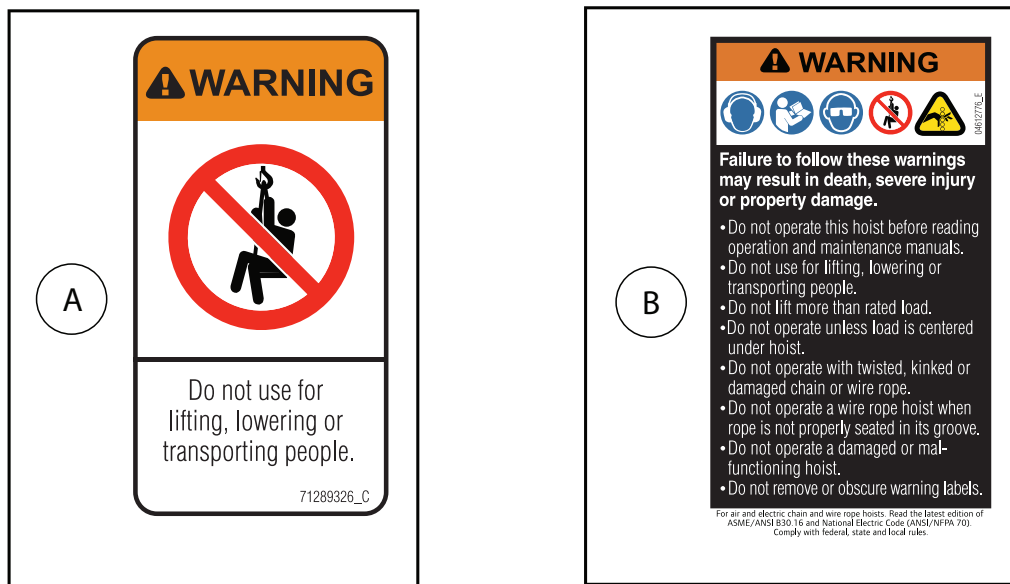 A
WARNING
Do not use for
lifting, lowering or
transporting people.
71289326_C
B
WARNING
04612776_E
Failure to follow these warnings
may result in death, severe injury
or property damage.
• Do not operate this hoist before reading
operation and maintenance manuals.
• Do not use for lifting, lowering or
transporting people.
• Do not lift more than rated load.
• Do not operate unless load is centered
under hoist.
• Do not operate with twisted, kinked or
damaged chain or wire rope.
• Do not operate a wire rope hoist when
rope is not properly seated in its groove.
• Do not operate a damaged or mal-
functioning hoist.
• Do not remove or obscure warning labels.
For air and electric chain and wire rope hoists. Read the latest edition of
ASME/ANSI B30.16 and National Electric Code (ANSI/NFPA 70).
Comply with federal, state and local rules.